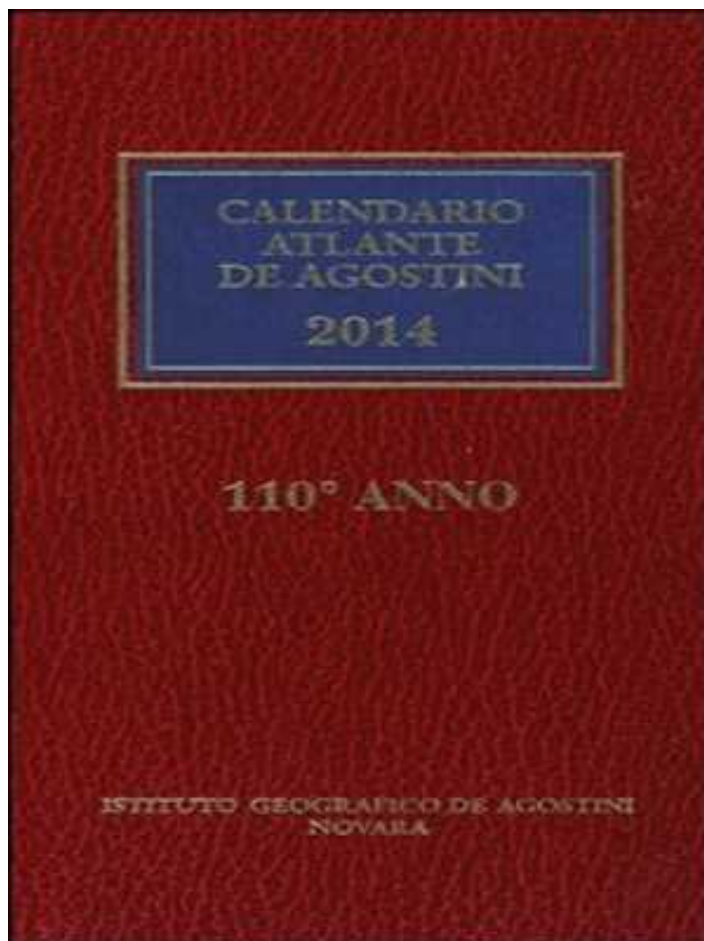 CALENDARIO
ATLANTE
DE AGOSTINI
2014
110° ANNO
ISTITUTO GEOGRAFICO DE AGOSTINI
NOVARA